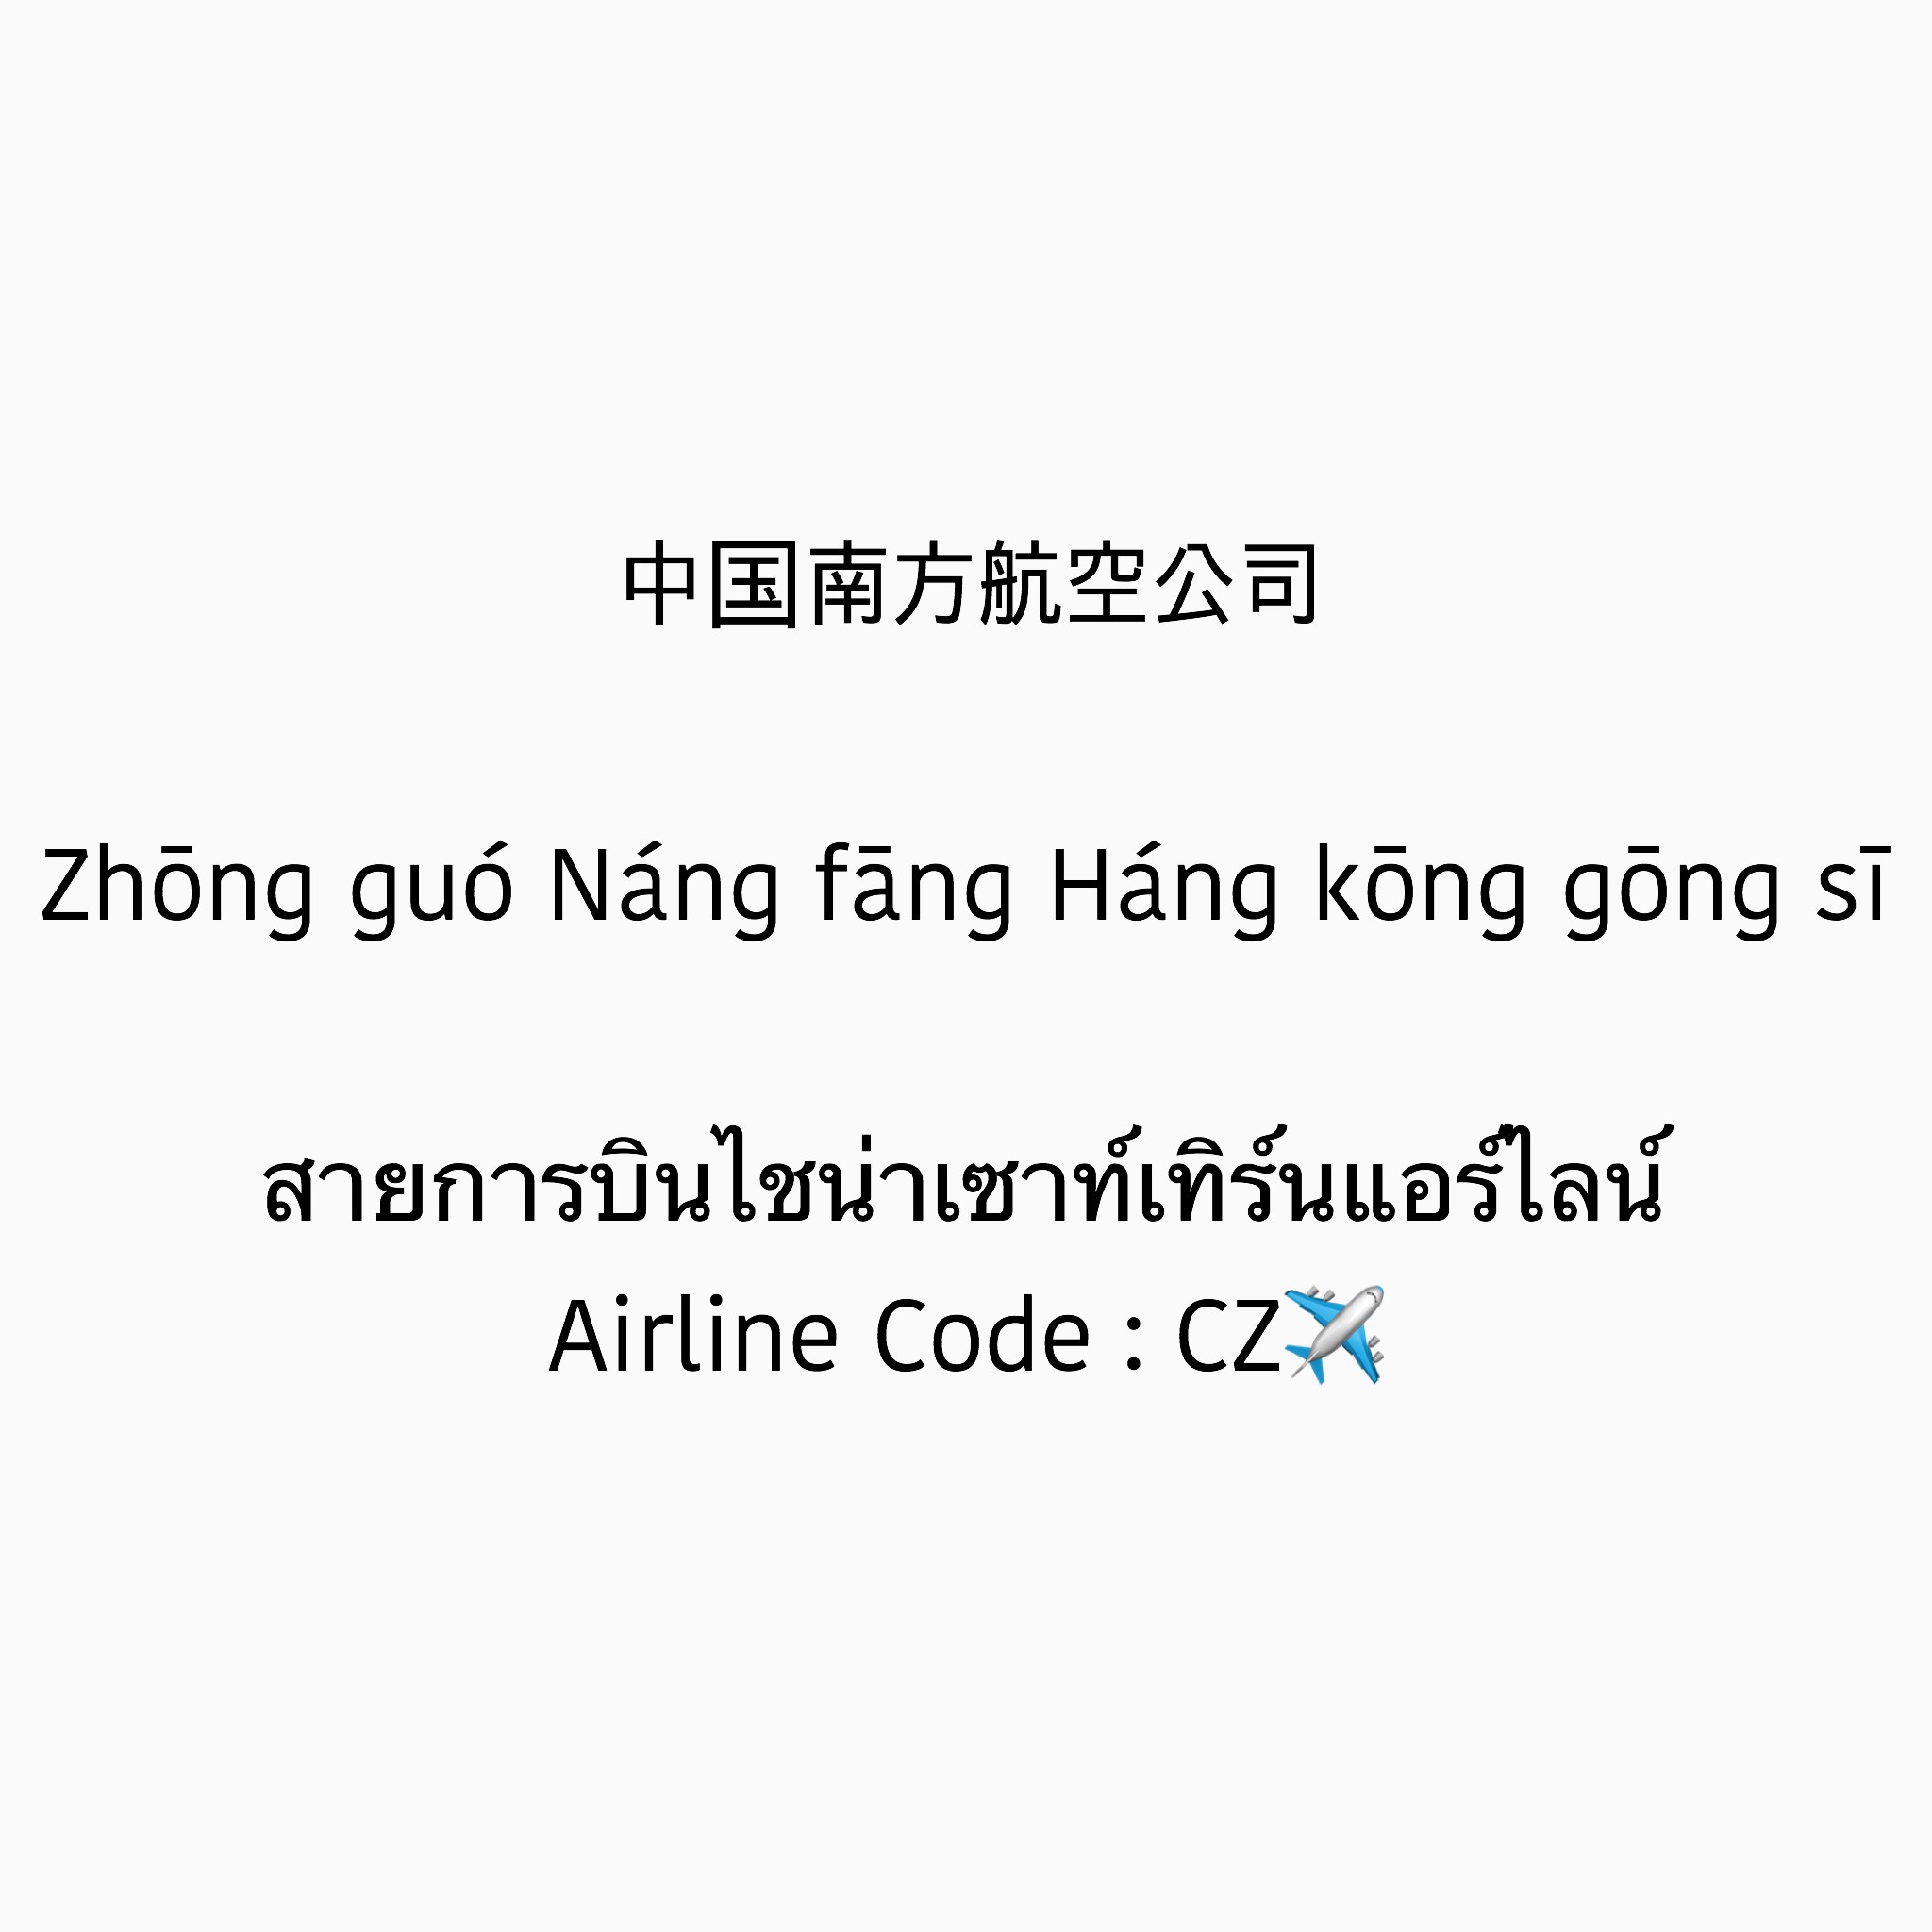 中国南方航空公司
Zhōng guó Náng fāng Háng kōng gōng sī
สายการบินไชน่าเซาท์เทิร์นแอร์ไลน์
Airline Code : CZ✈️